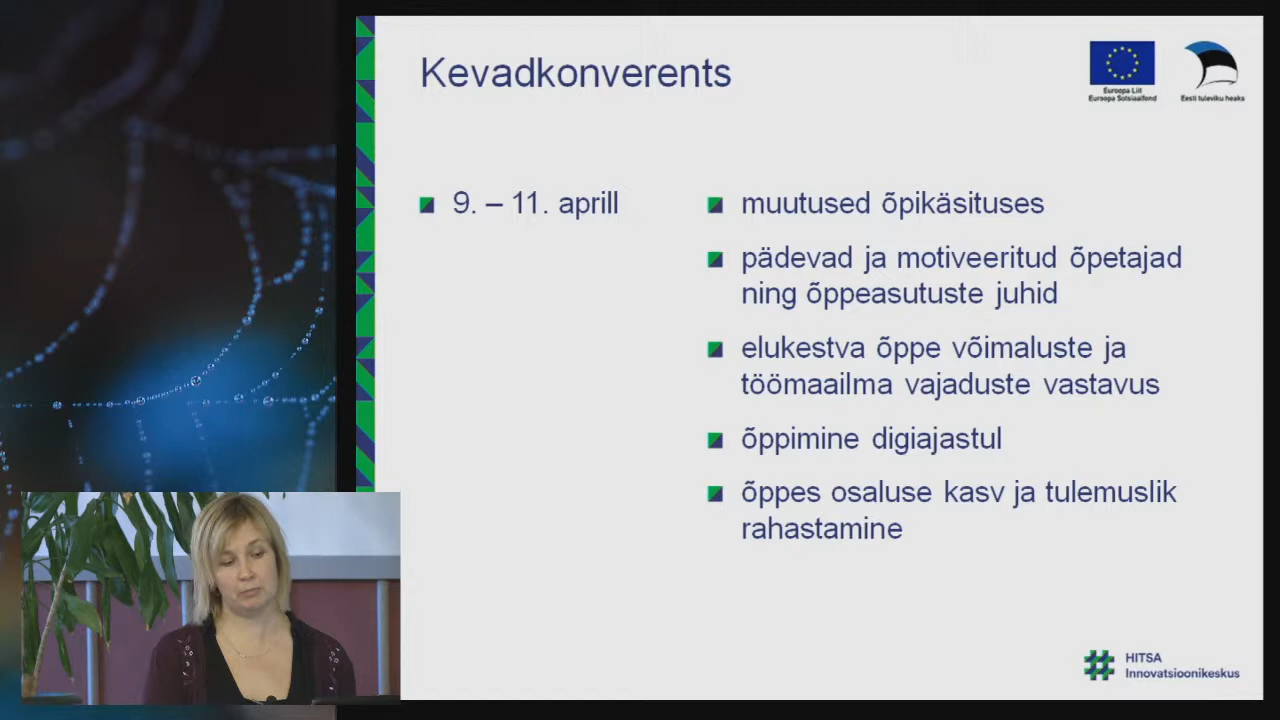 Kevadkonverents
Euroopa Liit
Euroopa Sotsiaalfond
Eesti tuleviku heaks
9. – 11. aprill
muutused õpikäsituses
pädevad ja motiveeritud õpetajad
ning õppeasutuste juhid
elukestva õppe võimaluste ja
töömaailma vajaduste vastavus
õppimine digiajastul
õppes osaluse kasv ja tulemuslik
rahastamine
HITSA
Innovatsioonikeskus